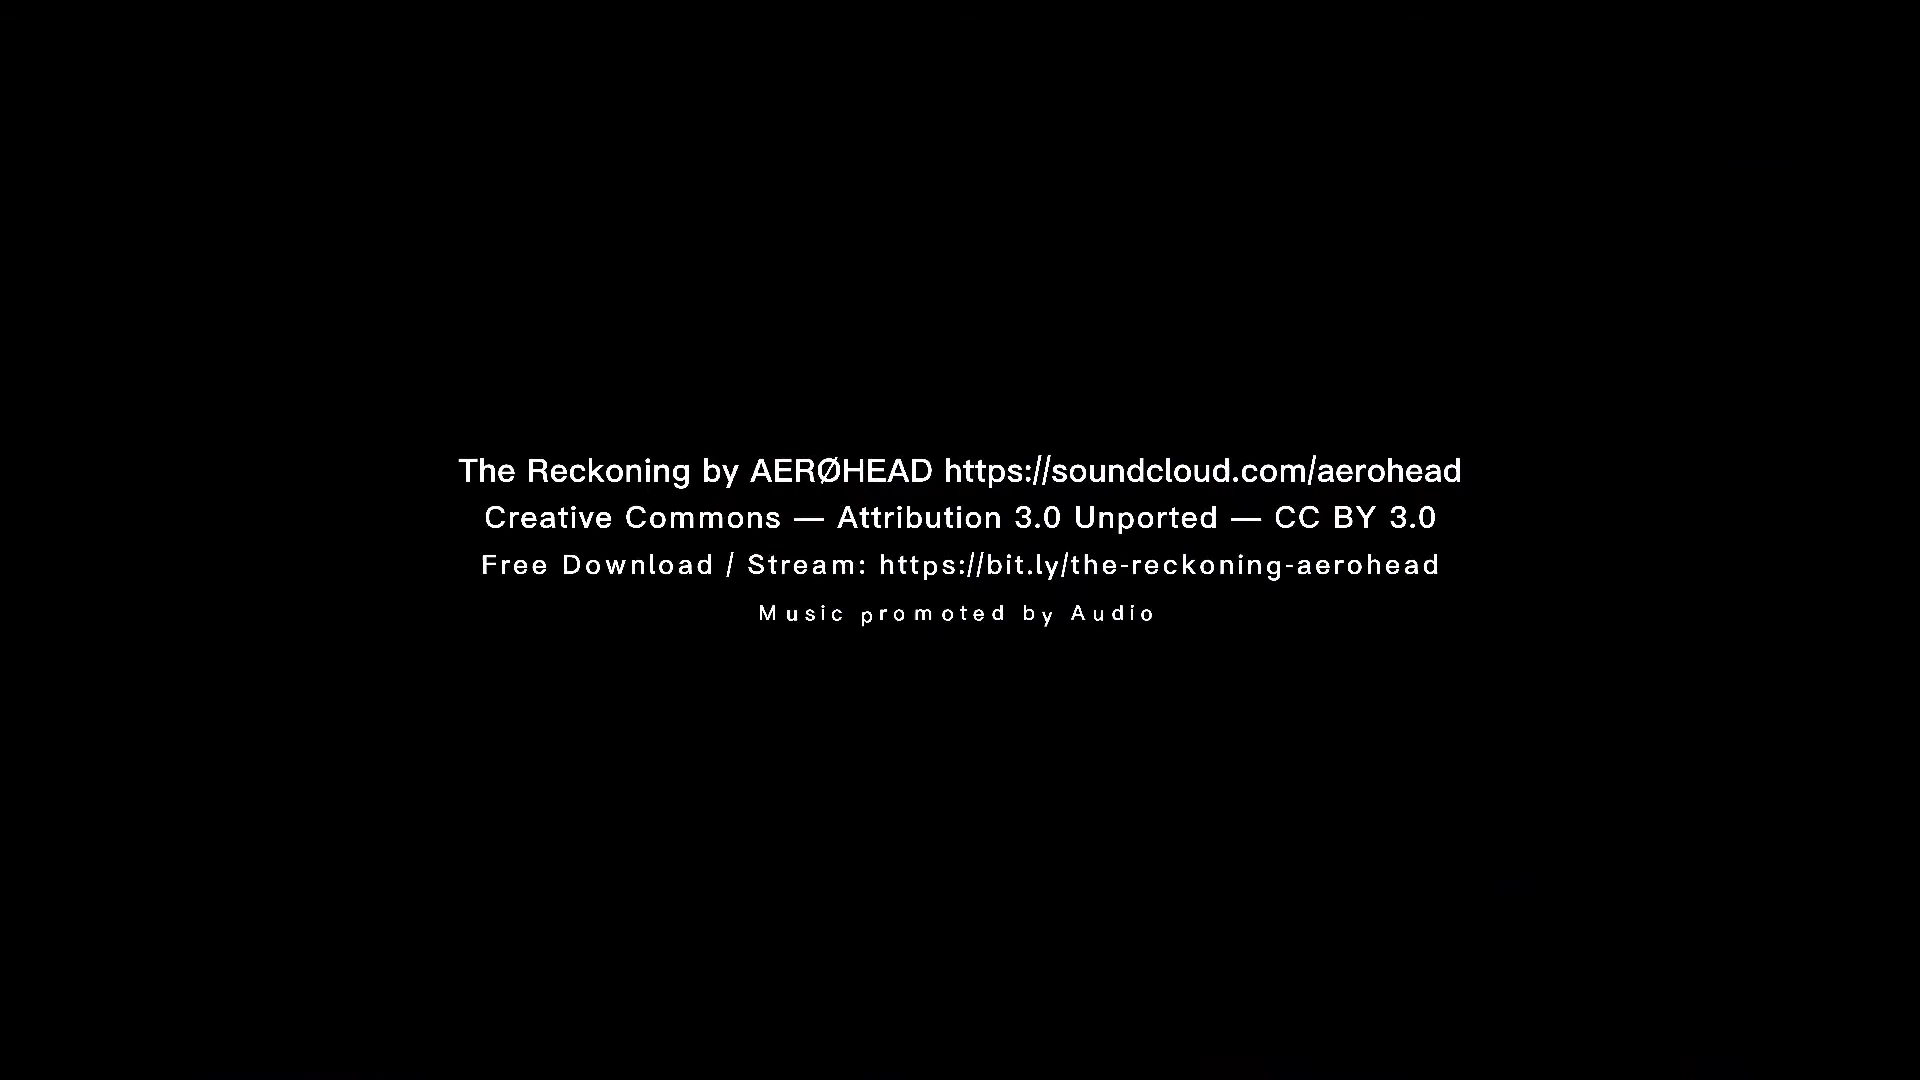 The Reckoning by AERØHEAD https://soundcloud.com/aerohead
Creative Commons — Attribution 3.0 Unported — CC BY 3.0
Free Download / Stream: https://bit.ly/the-reckoning-aerohead
Music promoted by Audio